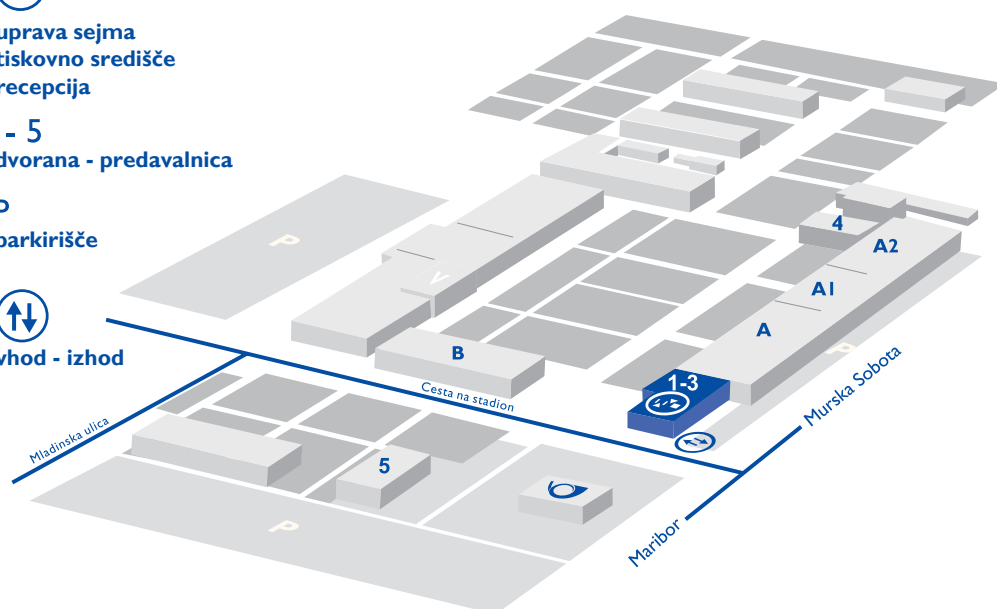 uprava sejma
tiskovno središče
recepcija
- 5
dvorana - predavalnica
P
parkirišče
vhod - izhod
P
V
B
4
A2
A1
A
P
1-3
Murska Sobota
Cesta na stadion
Mladinska ulica
5
P
Maribor